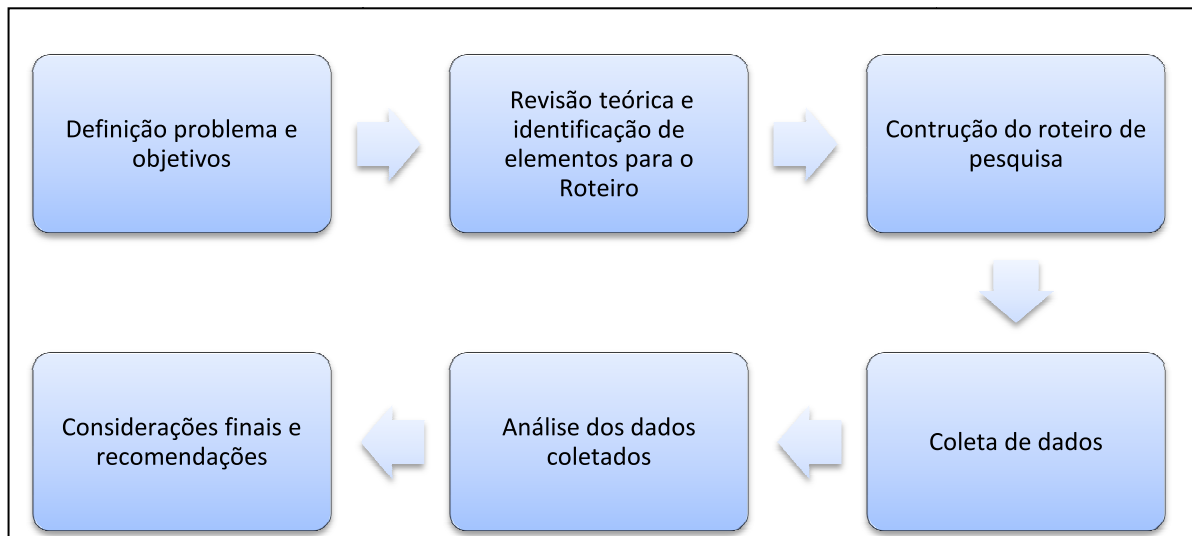 Definição problema e
objetivos
Revisão teórica e
identificação de
elementos para o
Roteiro
Contrução do roteiro de
pesquisa
Coleta de dados
Análise dos dados
coletados
Considerações finais e
recomendações